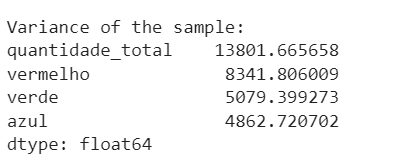 Variance of the sample:
quantidade_total    13801.665658
vermelho             8341.806009
verde                5079.399273
azul                 4862.720702
dtype: float64